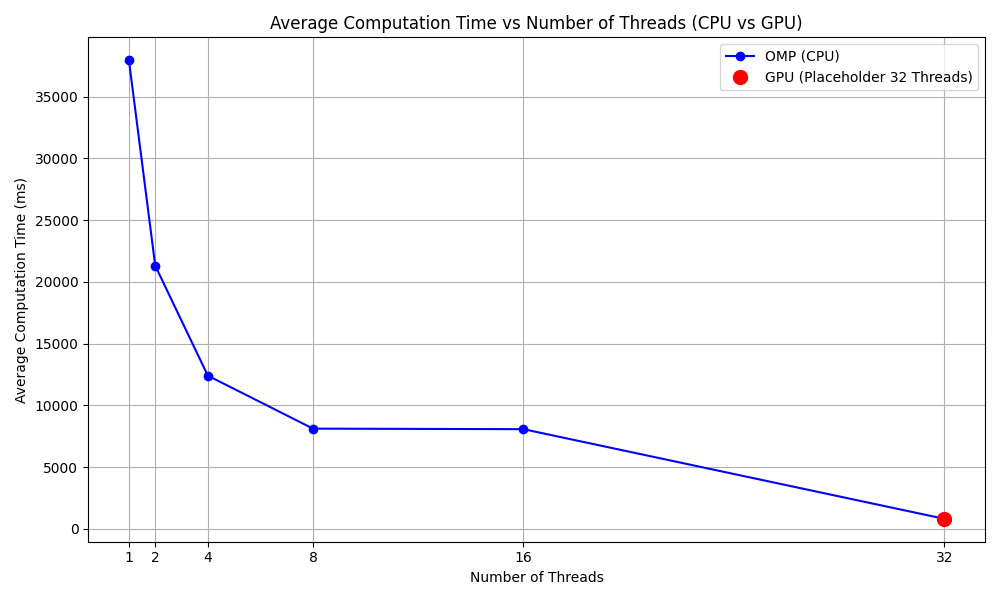 Average Computation Time vs Number of Threads (CPU vs GPU)
OMP (CPU)
GPU (Placeholder 32 Threads)
Average Computation Time (ms)
35000
30000
25000
20000
15000
10000
5000
0
1 2 4 8 16 32
Number of Threads